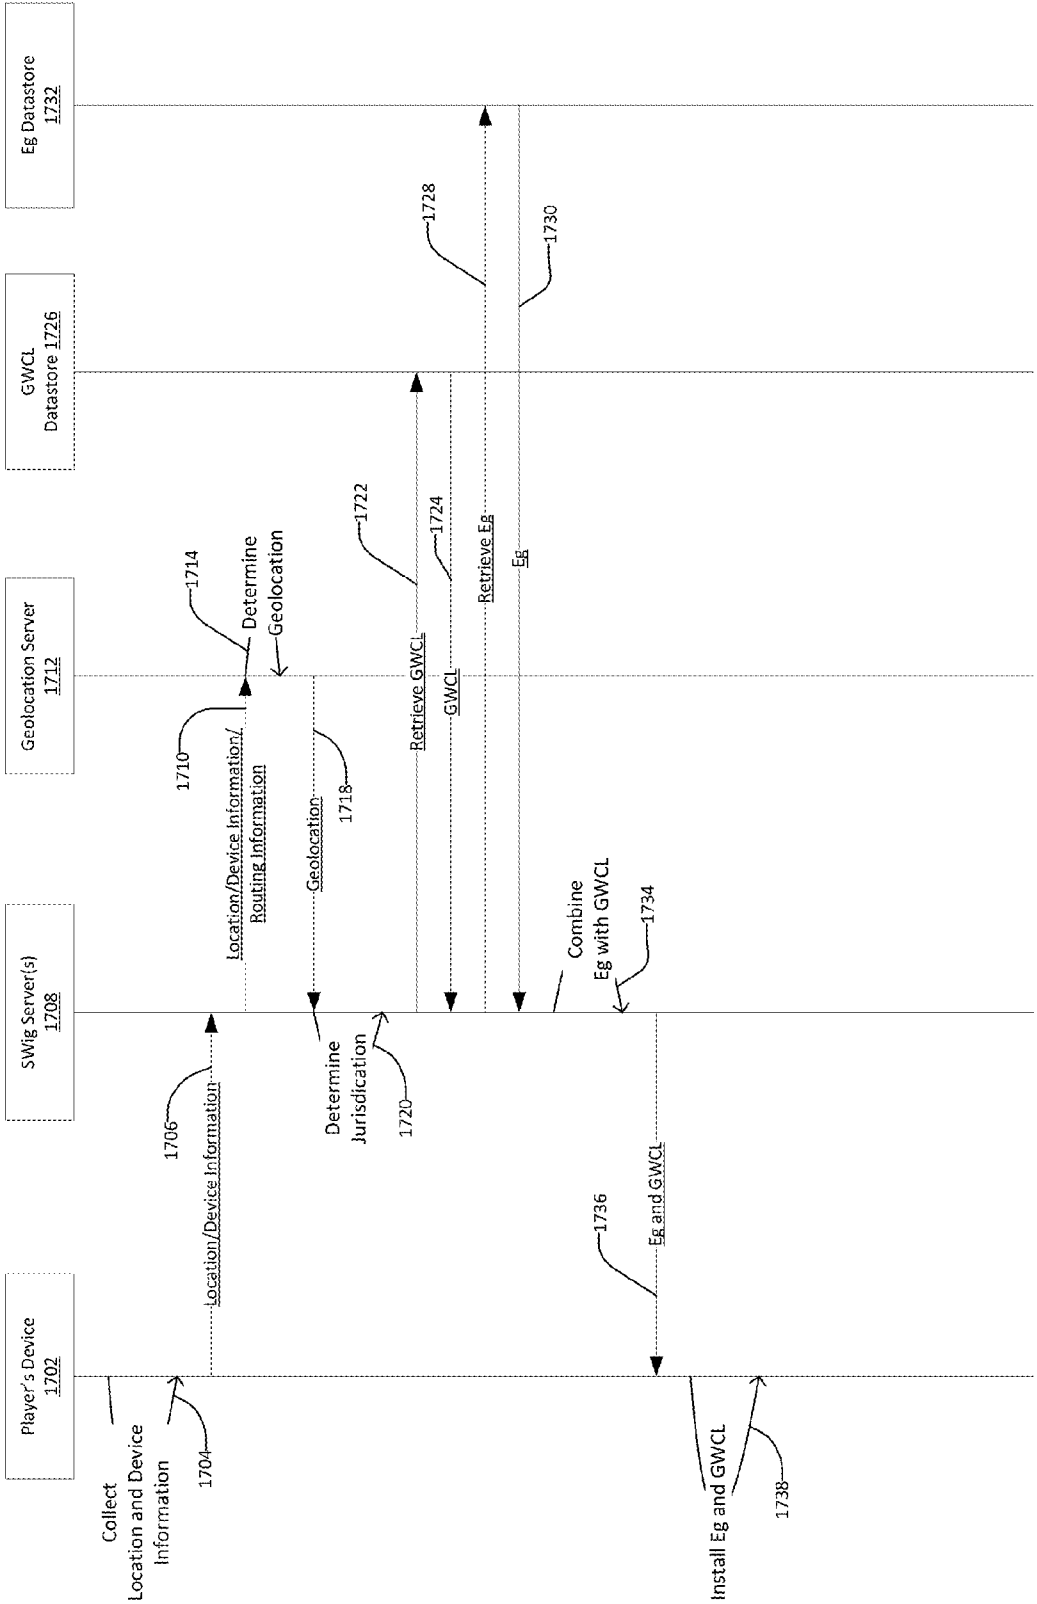 Player's Device
1702
SWig Server(s)
1708
Geolocation Server
1712
GWCL
Datastore 1726
Eg Datastore
1732
Collect
Location and Device
Information
1704
1706
Location/Device Information
1710
Location/Device Information/
Routing Information
1714
Determine
Geolocation
Geolocation
1718
Determine
Jurisdication
1720
1722
Retrieve GWCL
1724
GWCL
1728
Retrieve Eg
1730
Eg
Combine
Eg with GWCL
1734
1736
Eg and GWCL
Install Eg and GWCL
1738